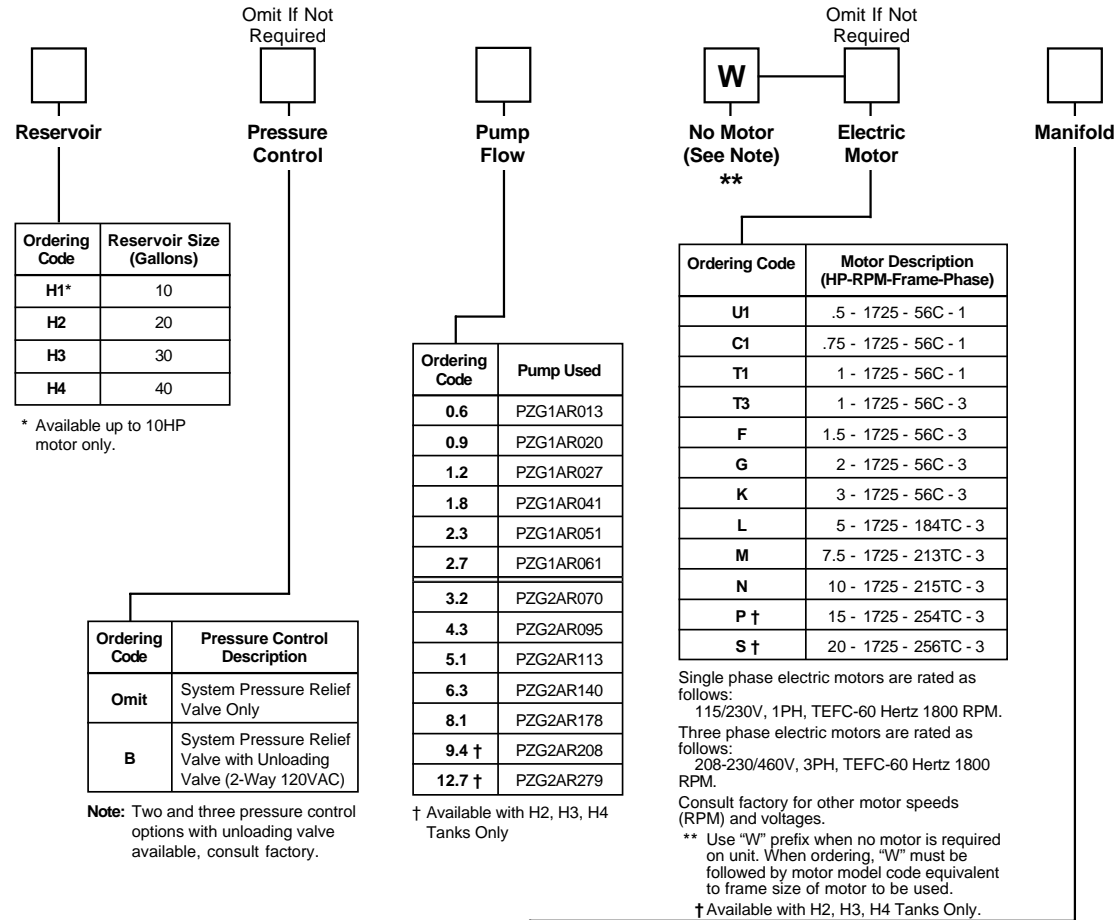 Omit If Not
Required
Omit If Not
Required
W
Reservoir
Pressure
Control
Pump
Flow
No Motor
(See Note)
**
Electric
Motor
Manifold
Ordering Code Reservoir Size (Gallons)
H1* 10
H2 20
H3 30
H4 40
* Available up to 10HP
motor only.
Ordering Code Pressure Control Description
Omit System Pressure Relief Valve Only
B System Pressure Relief Valve with Unloading Valve (2-Way 120VAC)
Note: Two and three pressure control
options with unloading valve
available, consult factory.
Ordering Code Pump Used
0.6 PZG1AR013
0.9 PZG1AR020
1.2 PZG1AR027
1.8 PZG1AR041
2.3 PZG1AR051
2.7 PZG1AR061
3.2 PZG2AR070
4.3 PZG2AR095
5.1 PZG2AR113
6.3 PZG2AR140
8.1 PZG2AR178
9.4 † PZG2AR208
12.7 † PZG2AR279
† Available with H2, H3, H4
Tanks Only
Ordering Code Motor Description (HP-RPM-Frame-Phase)
U1 .5 - 1725 - 56C - 1
C1 .75 - 1725 - 56C - 1
T1 1 - 1725 - 56C - 1
T3 1 - 1725 - 56C - 3
F 1.5 - 1725 - 56C - 3
G 2 - 1725 - 56C - 3
K 3 - 1725 - 56C - 3
L 5 - 1725 - 184TC - 3
M 7.5 - 1725 - 213TC - 3
N 10 - 1725 - 215TC - 3
P † 15 - 1725 - 254TC - 3
S † 20 - 1725 - 256TC - 3
Single phase electric motors are rated as
follows:
115/230V, 1PH, TEFC-60 Hertz 1800 RPM.
Three phase electric motors are rated as
follows:
208-230/460V, 3PH, TEFC-60 Hertz 1800
RPM.
Consult factory for other motor speeds
(RPM) and voltages.
** Use “W” prefix when no motor is required
on unit. When ordering, “W” must be
followed by motor model code equivalent
to frame size of motor to be used.
† Available with H2, H3, H4 Tanks Only.